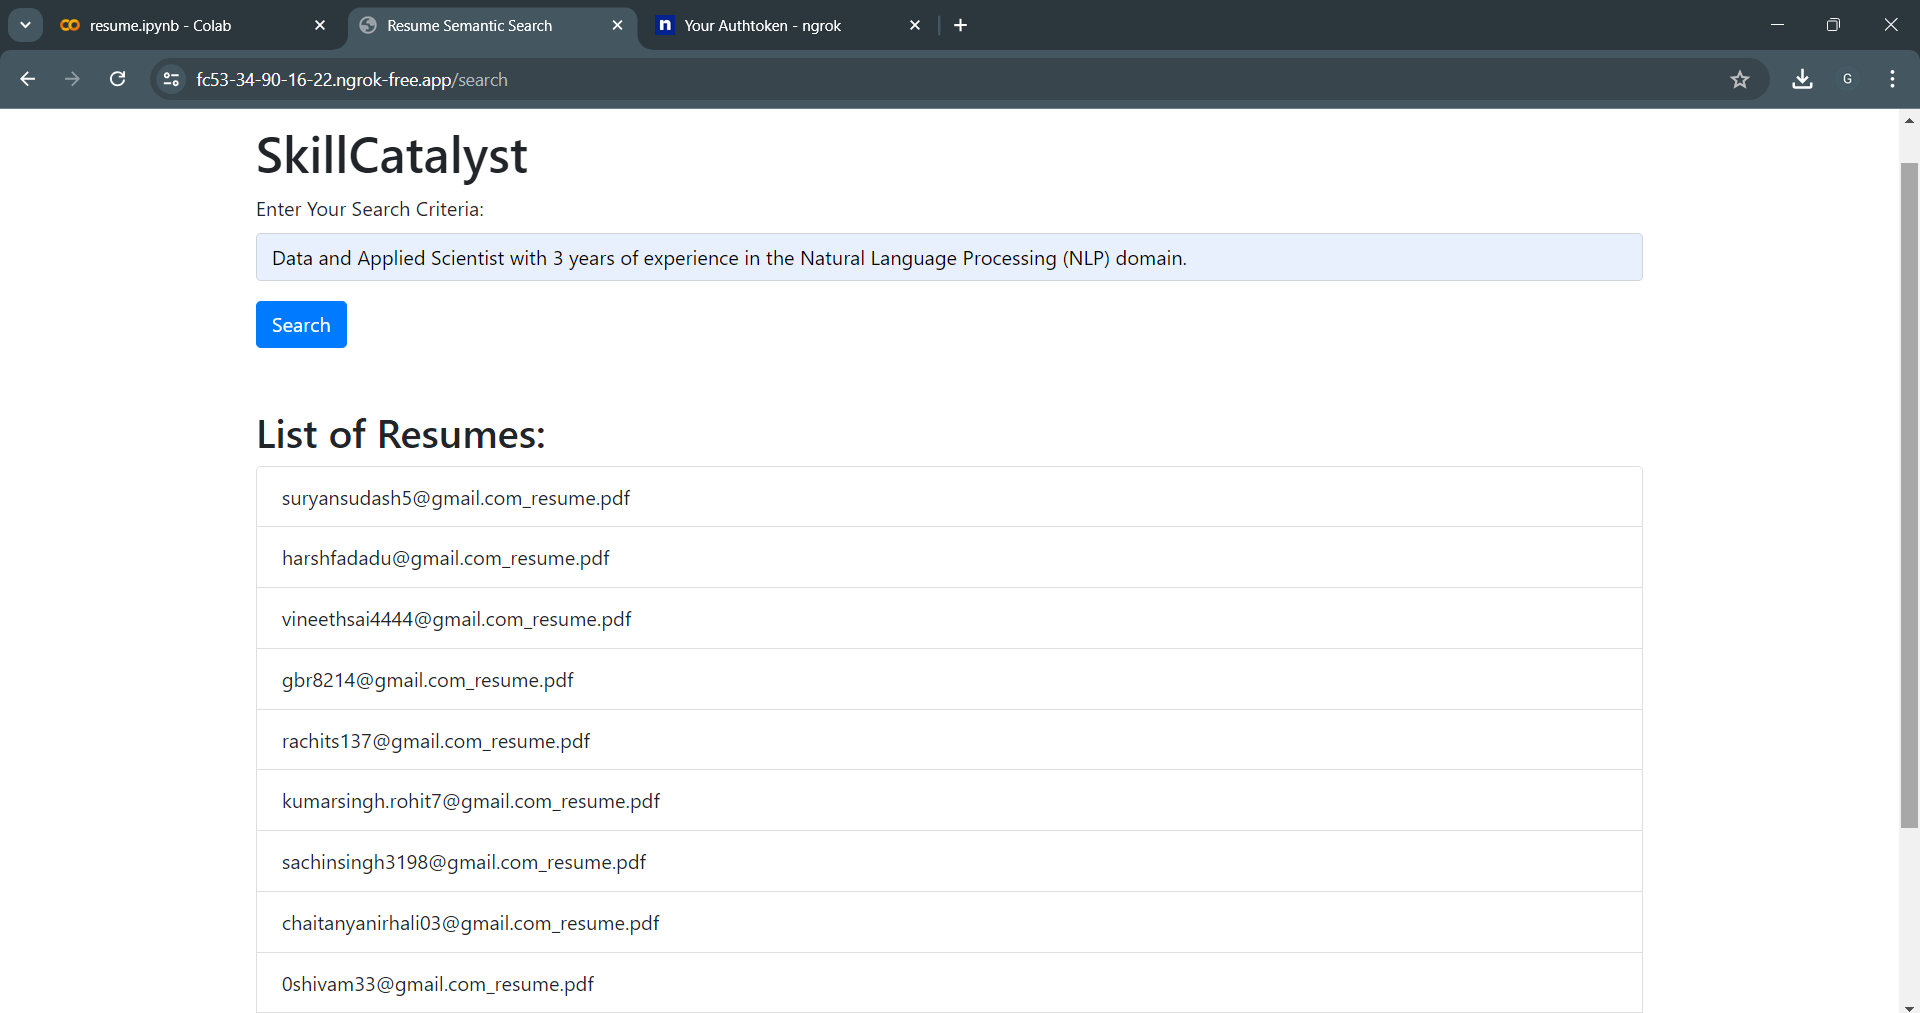 resume.ipynb - Colab
Resume Semantic Search
n Your Authtoken - ngrok
fc53-34-90-16-22.ngrok-free.app/search
G
SkillCatalyst
Enter Your Search Criteria:
Data and Applied Scientist with 3 years of experience in the Natural Language Processing (NLP) domain.
Search
List of Resumes:
suryansudash5@gmail.com_resume.pdf
harshfadadu@gmail.com_resume.pdf
vineethsai4444@gmail.com_resume.pdf
gbr8214@gmail.com_resume.pdf
rachits137@gmail.com_resume.pdf
kumarsingh.rohit7@gmail.com_resume.pdf
sachinsingh3198@gmail.com_resume.pdf
chaitanyanirhali03@gmail.com_resume.pdf
0shivam33@gmail.com_resume.pdf